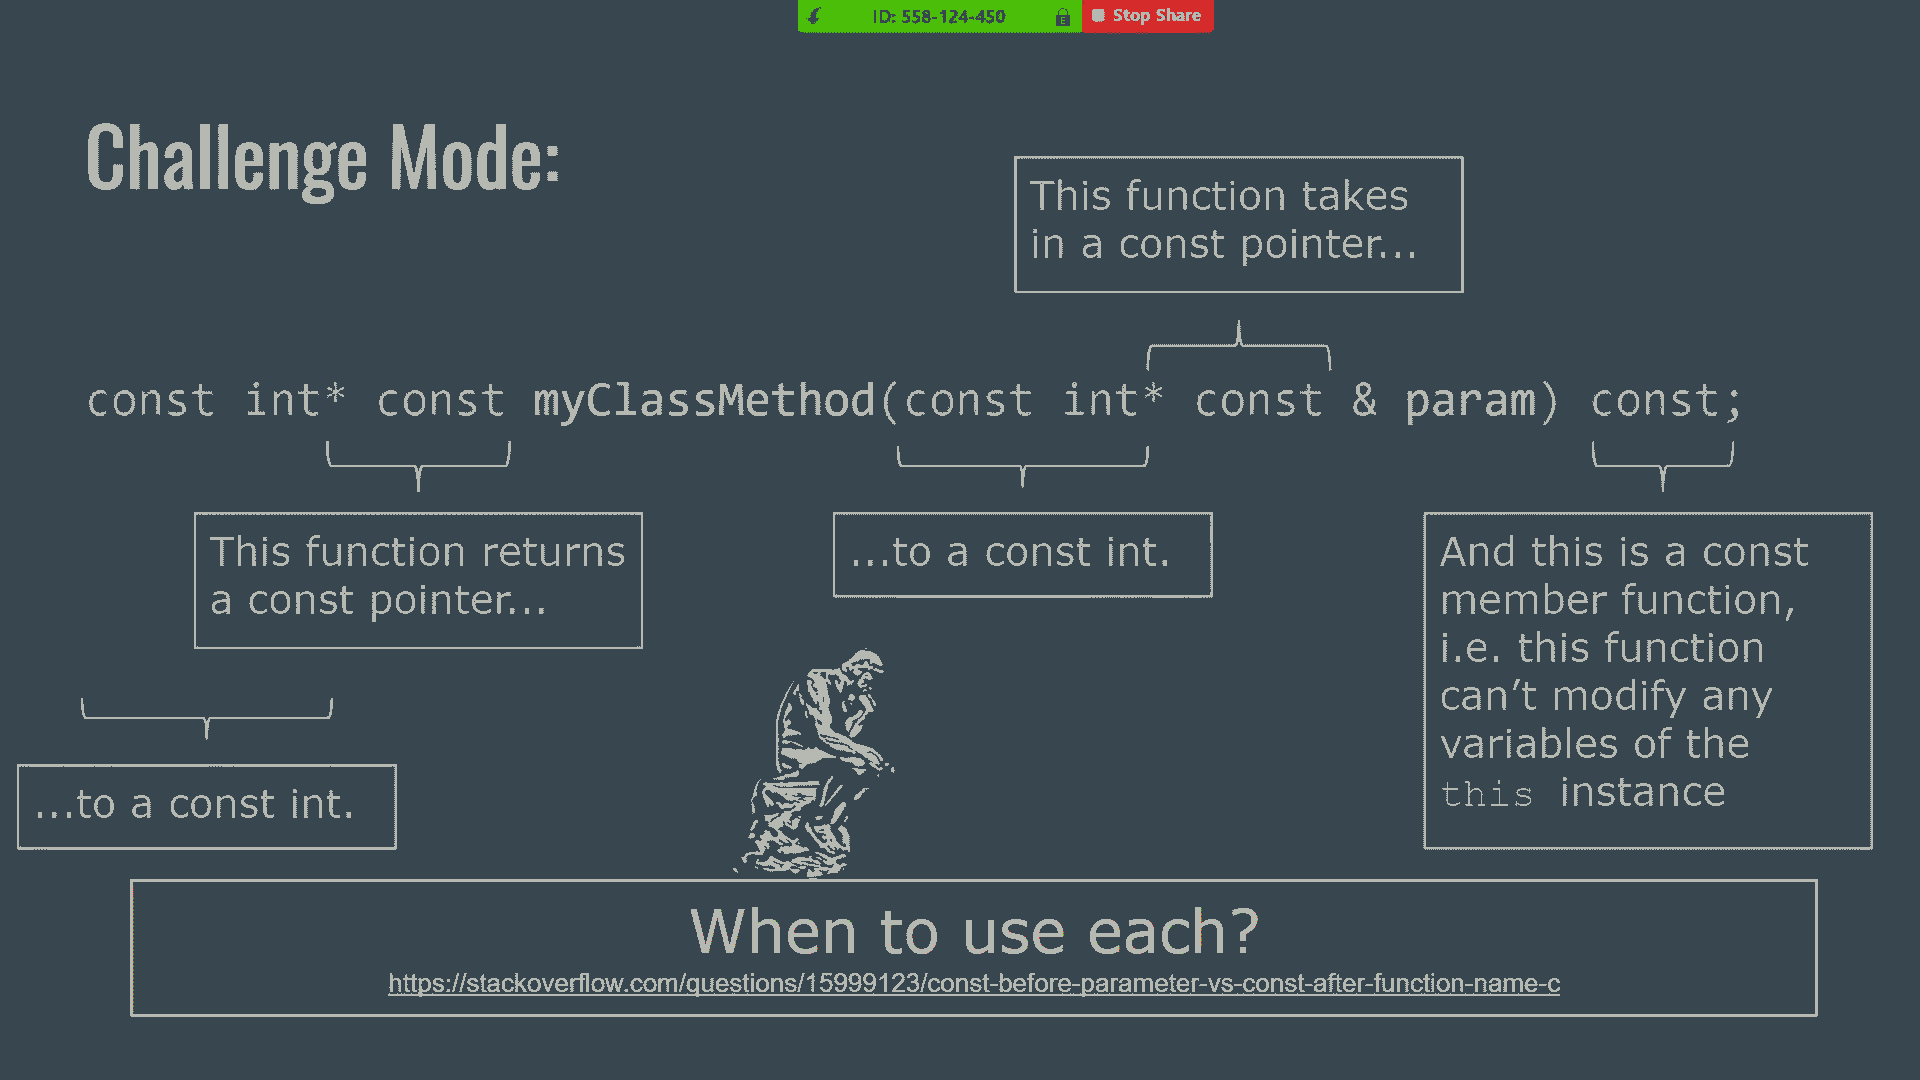 ID: 558-124-450
Stop Share
Challenge Mode:
This function takes
in a const pointer...
const int* const myClassMethod(const int* const & param) const;
This function returns
a const pointer...
...to a const int.
...to a const int.
And this is a const
member function,
i.e. this function
can’t modify any
variables of the
this instance
When to use each?
https://stackoverflow.com/questions/15999123/const-before-parameter-vs-const-after-function-name-c